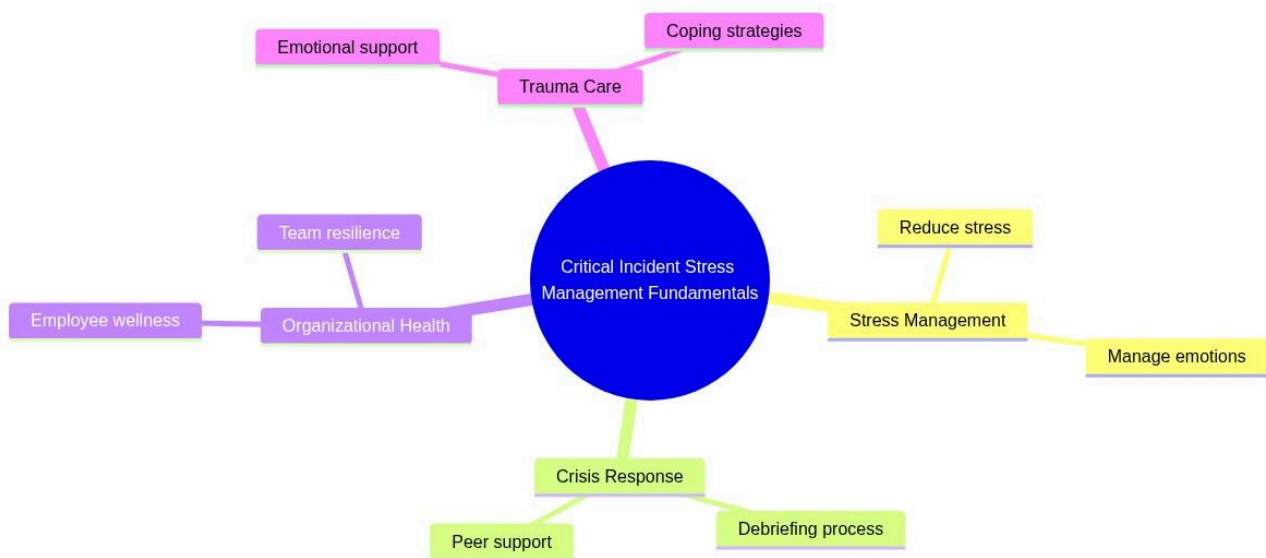 Coping strategies
Emotional support
Trauma Care
Team resilience
Reduce stress
Critical Incident Stress
Management Fundamentals
Employee wellness
Organizational Health
Stress Management
Manage emotions
Crisis Response
Peer support
Debriefing process